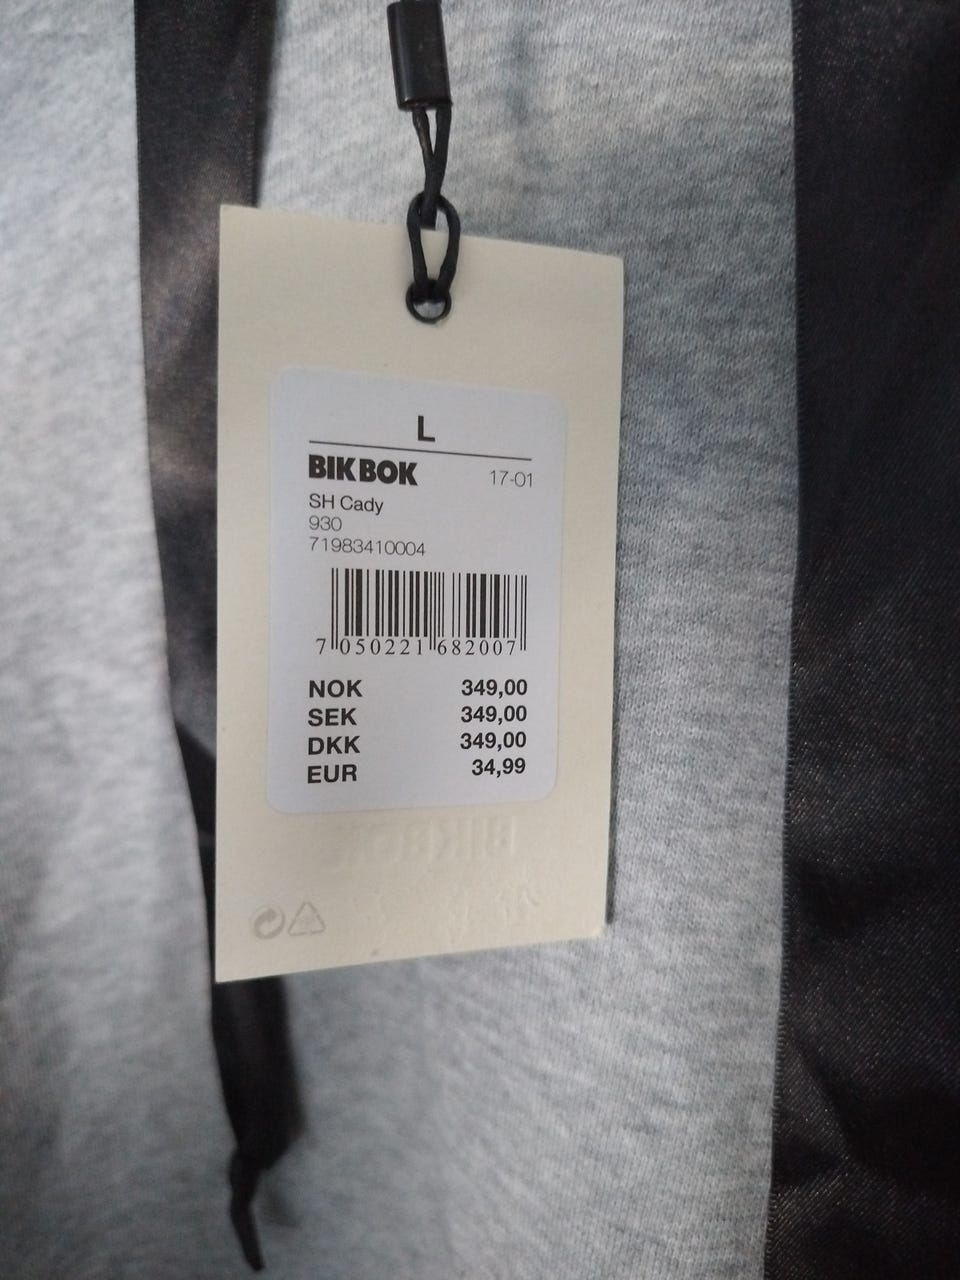 L
BIK BOK 17-01
SH Cady
930
71983410004
7 050221 682007
NOK 349,00
SEK 349,00
DKK 349,00
EUR 34,99